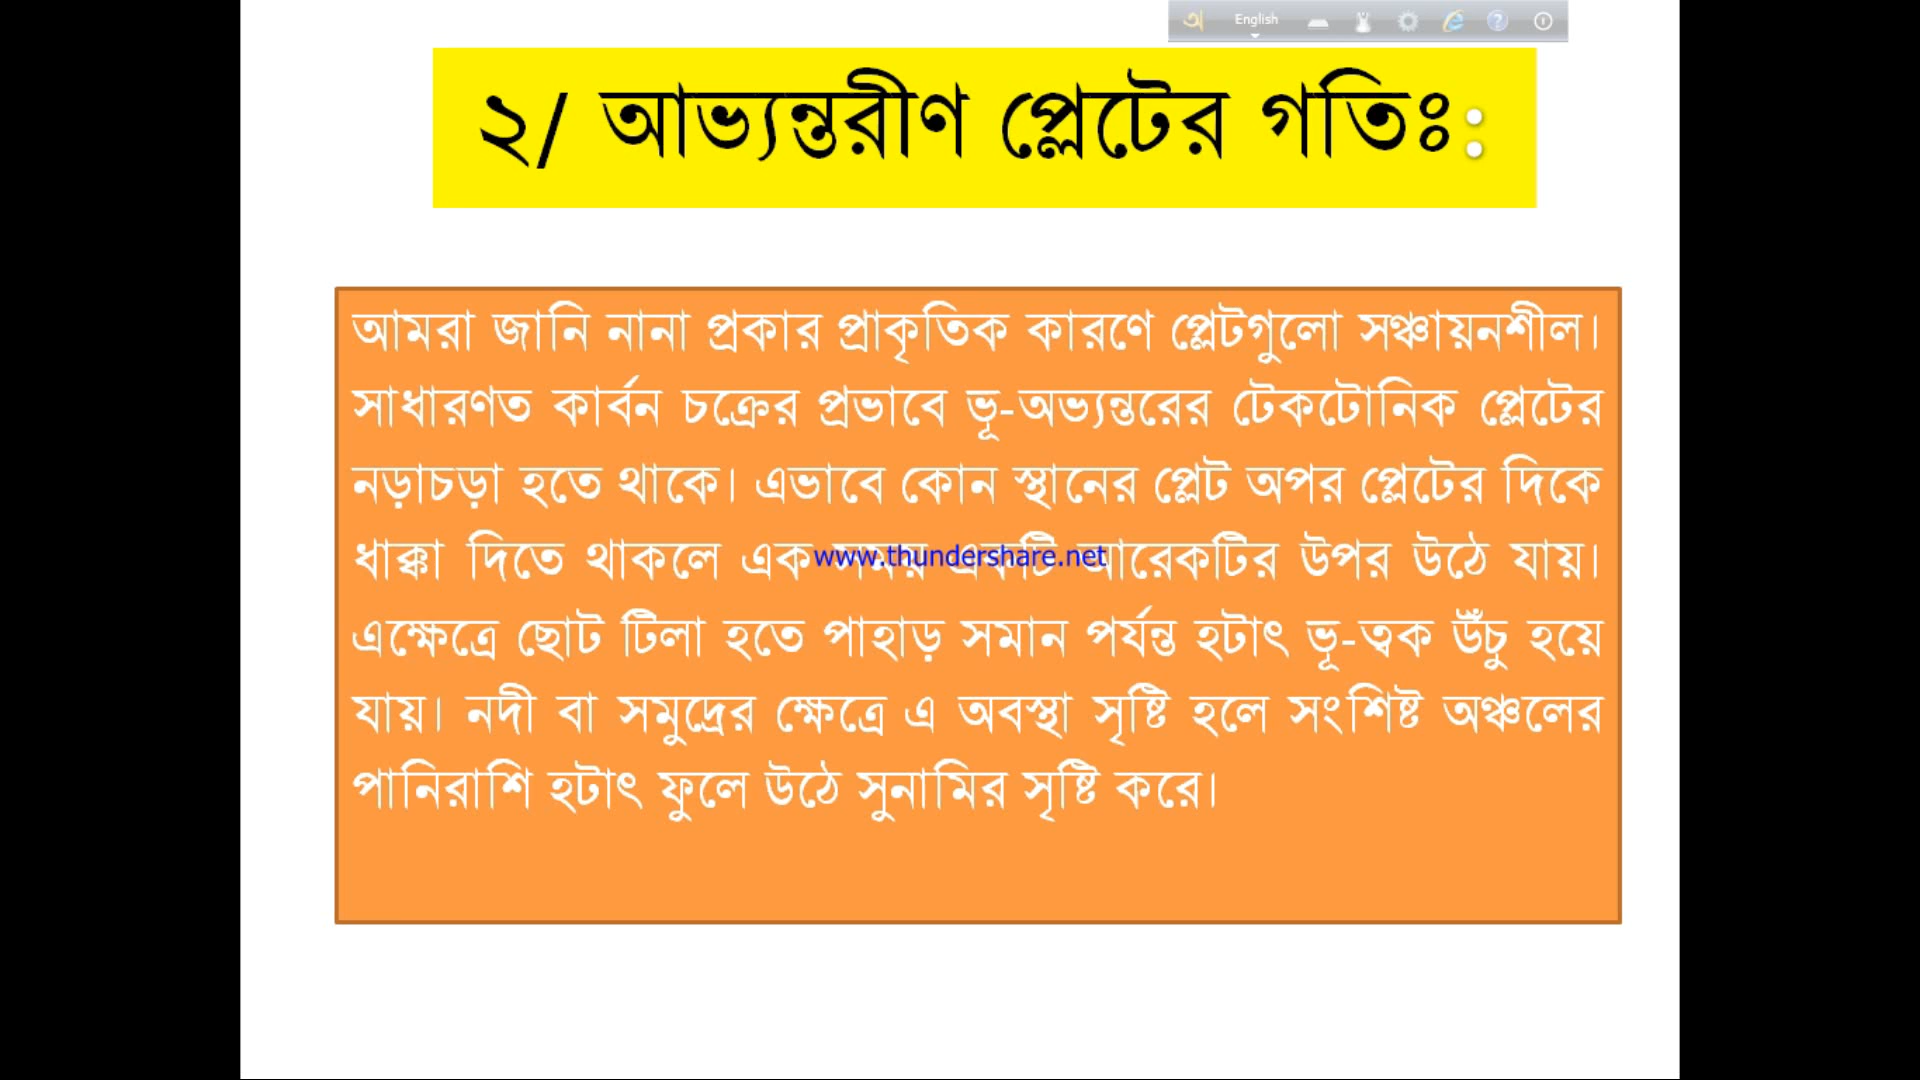 English
২/ আভ্যন্তরীণ প্লেটের গতিঃ:
আমরা জানি নানা প্রকার প্রাকৃতিক কারণে প্লেটগুলো সঞ্চায়নশীল।
সাধারণত কার্বন চক্রের প্রভাবে ভূ-অভ্যন্তরের টেকটোনিক প্লেটের
নড়াচড়া হতে থাকে। এভাবে কোন স্থানের প্লেট অপর প্লেটের দিকে
ধাক্কা দিতে থাকলে এক সময় একটি আরেকটির উপর উঠে যায়।
www.thundershare.net
এক্ষেত্রে ছোট টিলা হতে পাহাড় সমান পর্যন্ত হটাৎ ভূ-ত্বক উঁচু হয়ে
যায়। নদী বা সমুদ্রের ক্ষেত্রে এ অবস্থা সৃষ্টি হলে সংশিষ্ট অঞ্চলের
পানিরাশি হটাৎ ফুলে উঠে সুনামির সৃষ্টি করে।